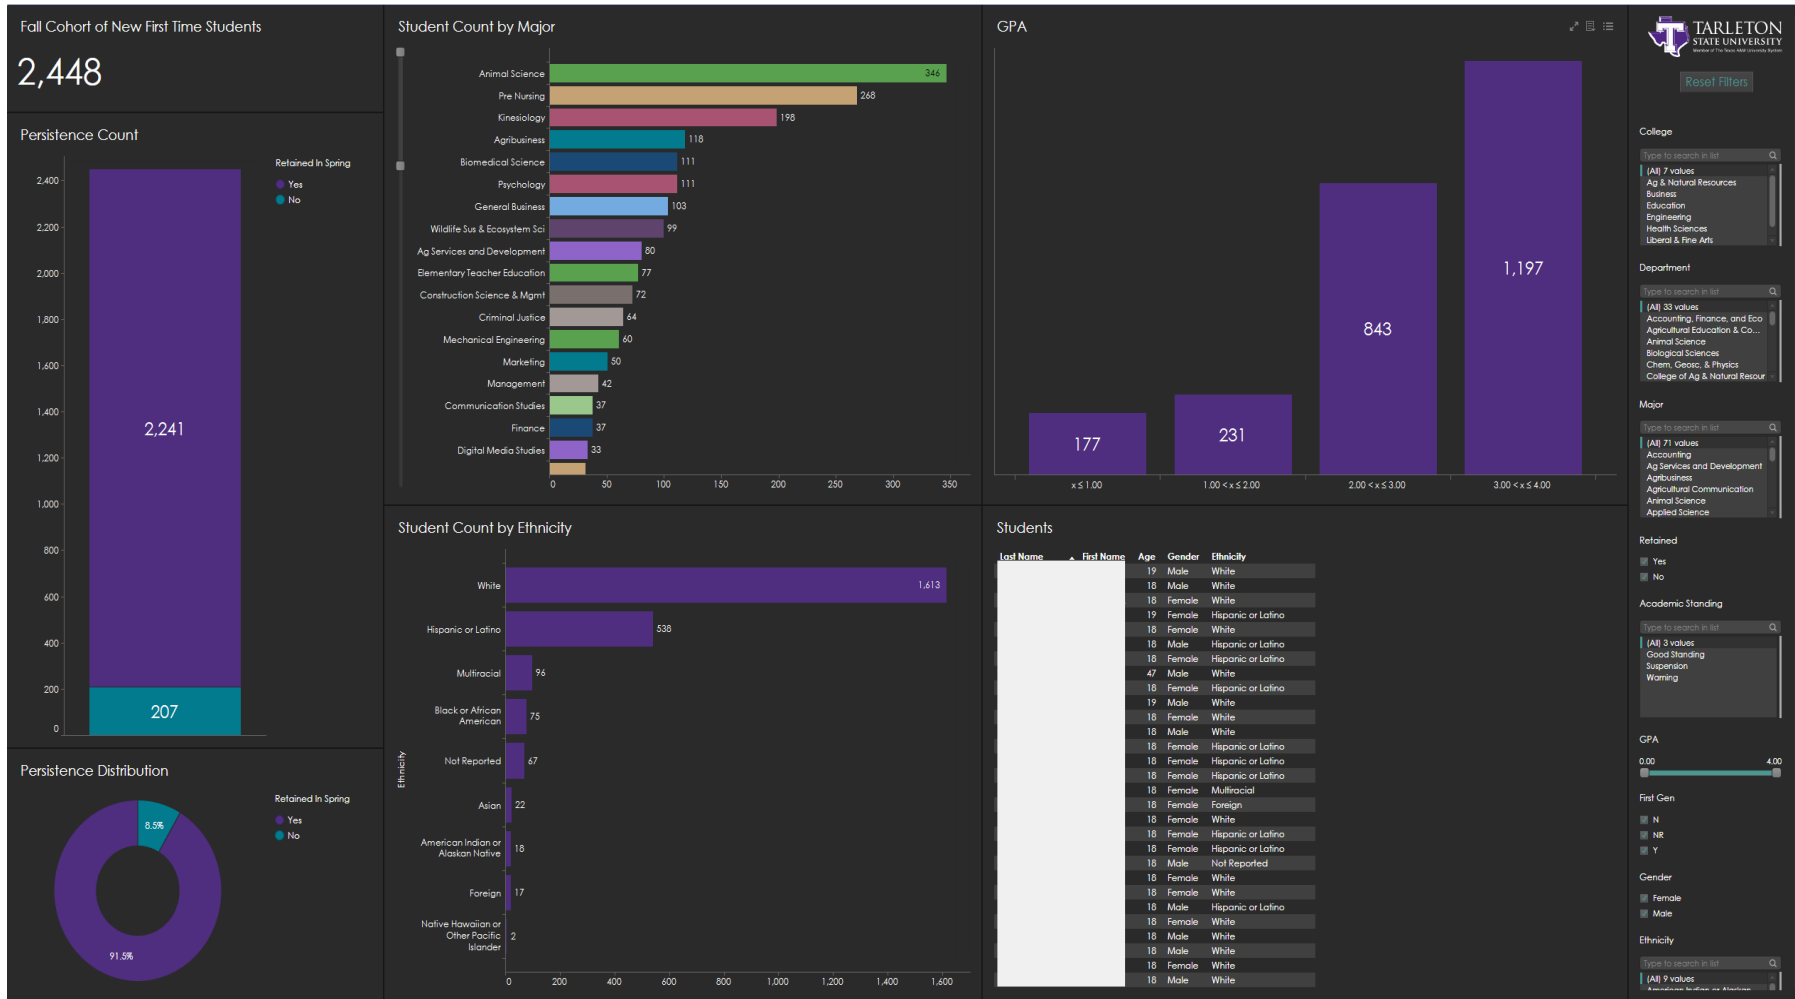 Fall Cohort of New First Time Students
2,448
Persistence Count
Retained In Spring
Yes
No
2,400
2,200
2,000
1,800
1,600
1,400
1,200
1,000
800
600
400
200
0
2,241
207
Persistence Distribution
Retained In Spring
Yes
No
8.5%
91.5%
Student Count by Major
Animal Science 346
Pre Nursing 268
Kinesiology 198
Agribusiness 118
Biomedical Science 111
Psychology 111
General Business 103
Wildlife Sus & Ecosystem Sci 99
Ag Services and Development 80
Elementary Teacher Education 77
Construction Science & Mgmt 72
Criminal Justice 64
Mechanical Engineering 60
Marketing 50
Management 42
Communication Studies 37
Finance 37
Digital Media Studies 33
0 50 100 150 200 250 300 350
Student Count by Ethnicity
Ethnicity
White 1,613
Hispanic or Latino 538
Multiracial 96
Black or African
American 75
Not Reported 67
Asian 22
American Indian or
Alaskan Native 18
Foreign 17
Native Hawaiian or
Other Pacific
Islander 2
0 200 400 600 800 1,000 1,200 1,400 1,600
GPA
177
231
843
1,197
x ≤ 1.00 1.00 < x ≤ 2.00 2.00 < x ≤ 3.00 3.00 < x ≤ 4.00
Students
Last Name First Name Age Gender Ethnicity
19 Male White
18 Male White
18 Female White
19 Female Hispanic or Latino
18 Female White
18 Male Hispanic or Latino
18 Female Hispanic or Latino
47 Male White
18 Female Hispanic or Latino
19 Male White
18 Female White
18 Male White
18 Female Hispanic or Latino
18 Female Hispanic or Latino
18 Female Hispanic or Latino
18 Female Multiracial
18 Female Foreign
18 Female White
18 Female Hispanic or Latino
18 Female Hispanic or Latino
18 Male Not Reported
18 Female White
18 Female White
18 Male Hispanic or Latino
18 Female White
18 Male White
18 Male White
18 Female White
18 Male White
T TARLETON
STATE UNIVERSITY
Member of The Texas A&M University System
Reset Filters
College
Type to search in list
(All) 7 values
Ag & Natural Resources
Business
Education
Engineering
Health Sciences
Liberal & Fine Arts
Department
Type to search in list
(All) 33 values
Accounting, Finance, and Eco
Agricultural Education & Co...
Animal Science
Biological Sciences
Chem, Geosc, & Physics
College of Ag & Natural Resour
Major
Type to search in list
(All) 71 values
Accounting
Ag Services and Development
Agribusiness
Agricultural Communication
Animal Science
Applied Science
Retained
Yes
No
Academic Standing
Type to search in list
(All) 3 values
Good Standing
Suspension
Warning
GPA
0.00 4.00
First Gen
N
NR
Y
Gender
Female
Male
Ethnicity
Type to search in list
(All) 9 values
American Indian or Alaskan